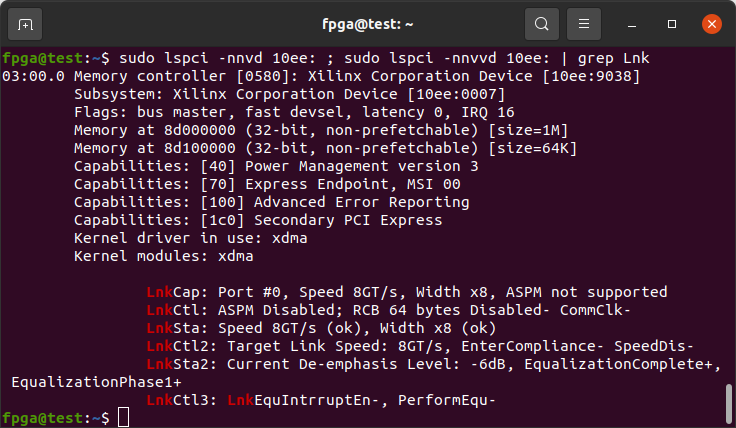 fpga@test: ~
fpga@test:~$ sudo lspci -nnvd 10ee: ; sudo lspci -nnvvd 10ee: | grep Lnk
03:00.0 Memory controller [0580]: Xilinx Corporation Device [10ee:9038]
Subsystem: Xilinx Corporation Device [10ee:0007]
Flags: bus master, fast devsel, latency 0, IRQ 16
Memory at 8d000000 (32-bit, non-prefetchable) [size=1M]
Memory at 8d100000 (32-bit, non-prefetchable) [size=64K]
Capabilities: [40] Power Management version 3
Capabilities: [70] Express Endpoint, MSI 00
Capabilities: [100] Advanced Error Reporting
Capabilities: [1c0] Secondary PCI Express
Kernel driver in use: xdma
Kernel modules: xdma
LnkCap: Port #0, Speed 8GT/s, Width x8, ASPM not supported
LnkCtl: ASPM Disabled; RCB 64 bytes Disabled- CommClk-
LnkSta: Speed 8GT/s (ok), Width x8 (ok)
LnkCtl2: Target Link Speed: 8GT/s, EnterCompliance- SpeedDis-
LnkSta2: Current De-emphasis Level: -6dB, EqualizationComplete+,
EqualizationPhase1+
LnkCtl3: LnkEquIntrruptEn-, PerformEqu-
fpga@test:~$